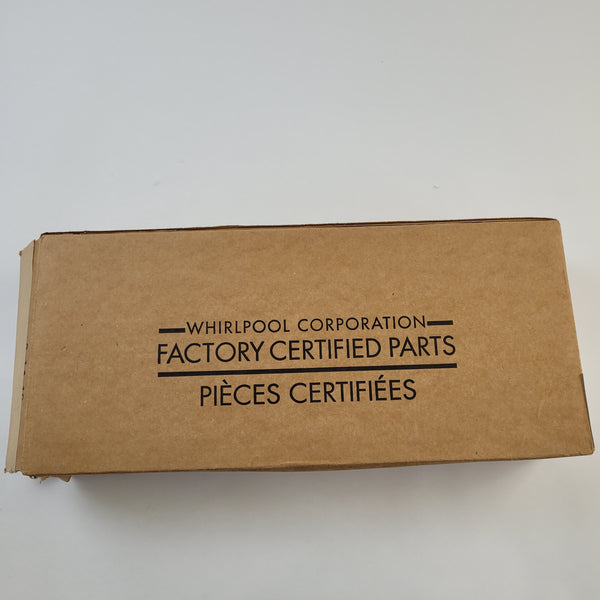 WHIRLPOOL CORPORATION
FACTORY CERTIFIED PARTS
PIÈCES CERTIFIÉES